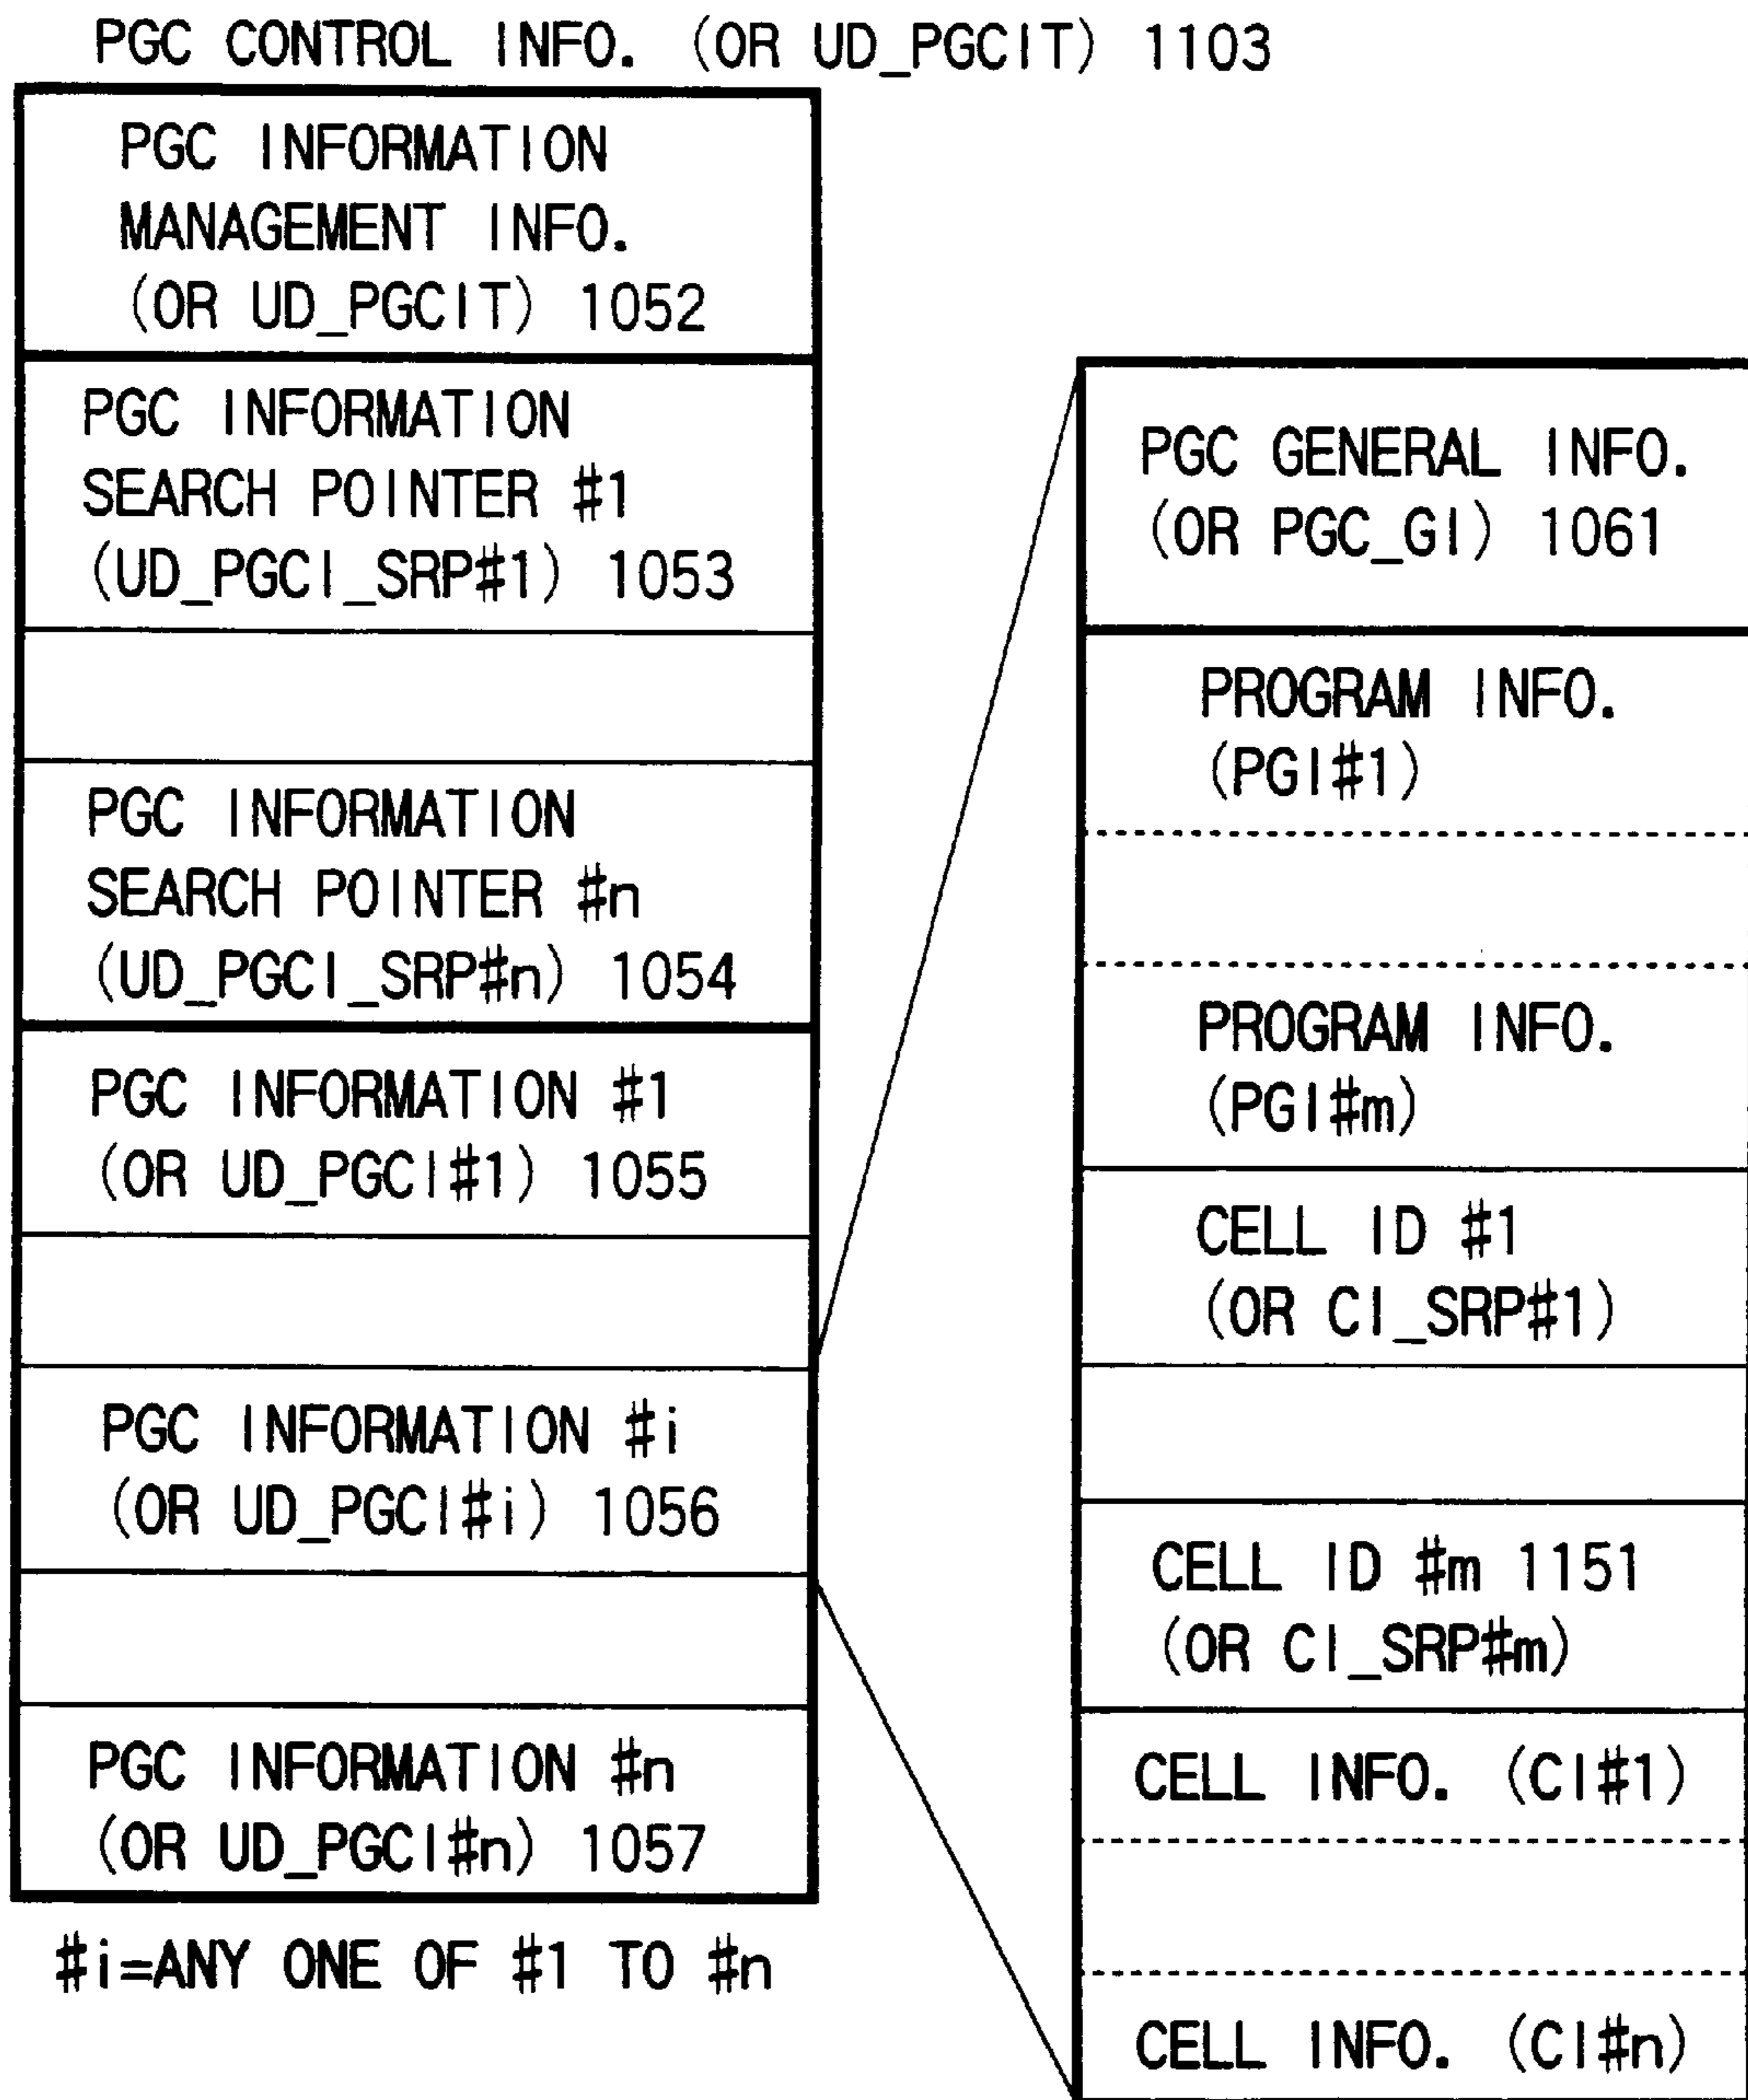 PGC CONTROL INFO. (OR UD_PGCIT) 1103
PGC INFORMATION
MANAGEMENT INFO.
(OR UD_PGCIT) 1052
PGC INFORMATION
SEARCH POINTER #1
(UD_PGCI_SRP#1) 1053
PGC INFORMATION
SEARCH POINTER #n
(UD_PGCI_SRP#n) 1054
PGC INFORMATION #1
(OR UD_PGCI#1) 1055
PGC INFORMATION #i
(OR UD_PGCI#i) 1056
PGC INFORMATION #n
(OR UD_PGCI#n) 1057
#i=ANY ONE OF #1 TO #n
PGC GENERAL INFO.
(OR PGC_GI) 1061
PROGRAM INFO.
(PGI#1)
PROGRAM INFO.
(PGI#m)
CELL ID #1
(OR CI_SRP#1)
CELL ID #m 1151
(OR CI_SRP#m)
CELL INFO. (CI#1)
CELL INFO. (CI#n)